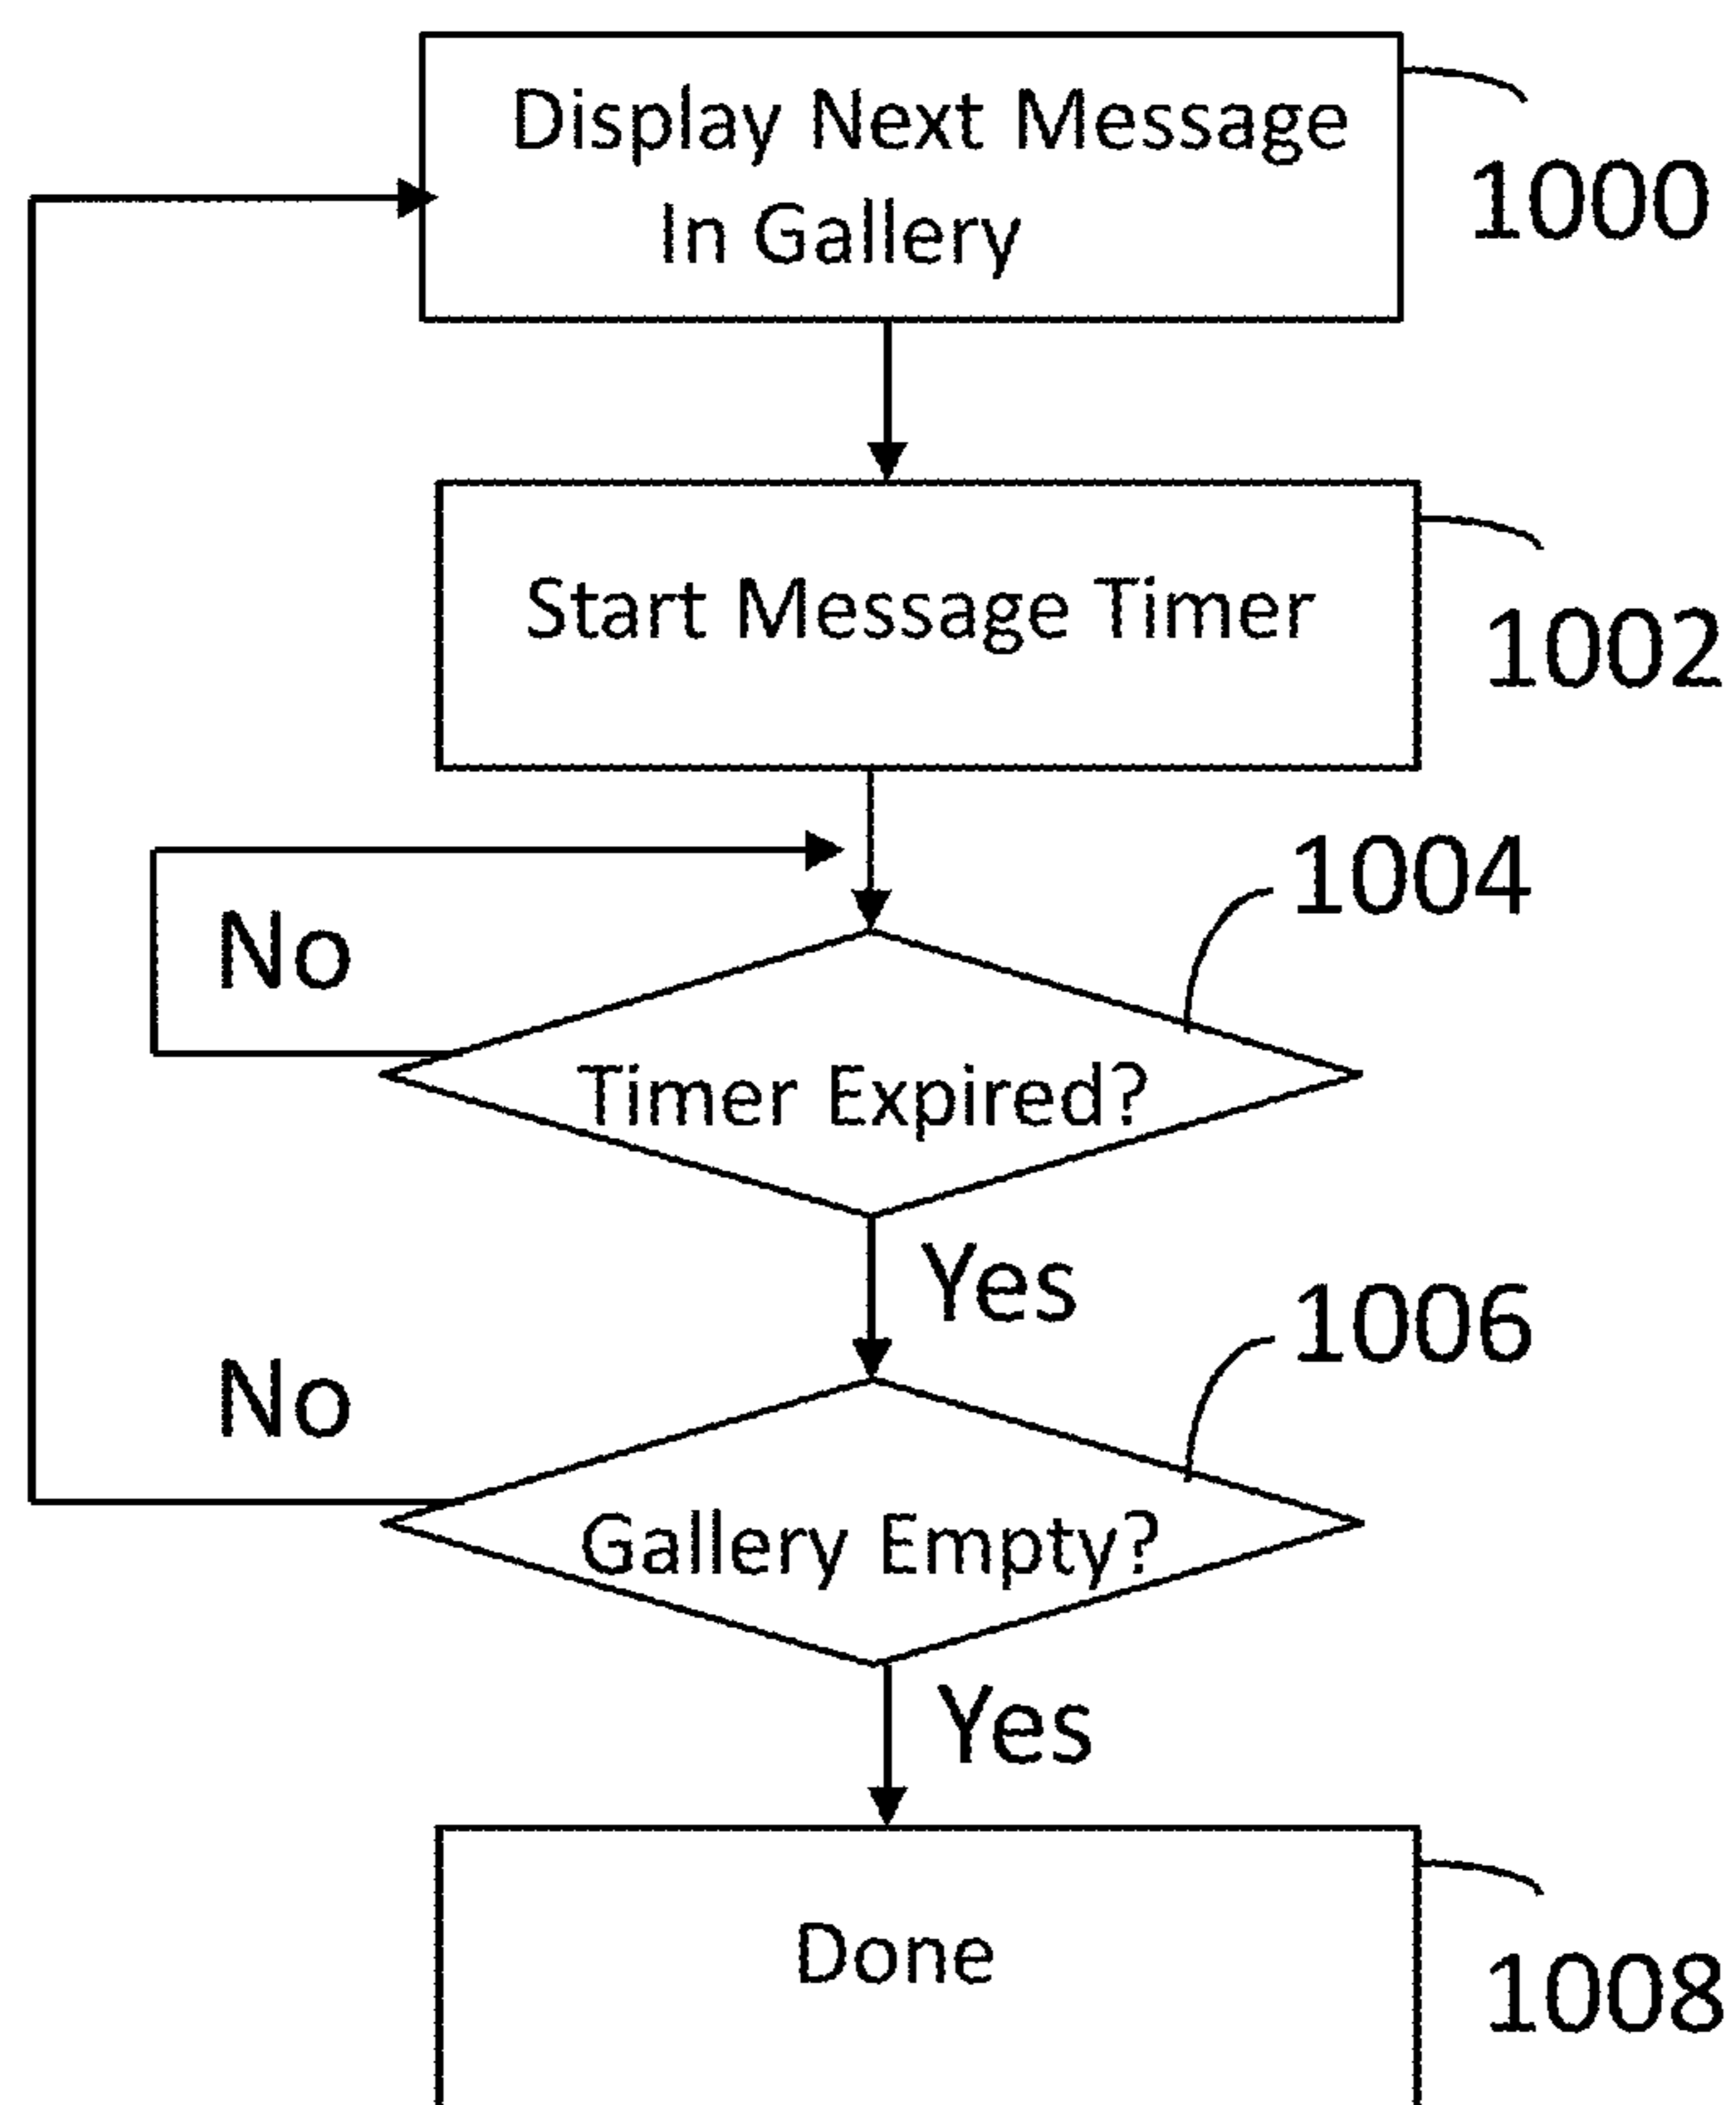 Display Next Message
In Gallery
1000
Start Message Timer
1002
1004
No
Timer Expired?
Yes
1006
No
Gallery Empty?
Yes
Done
1008